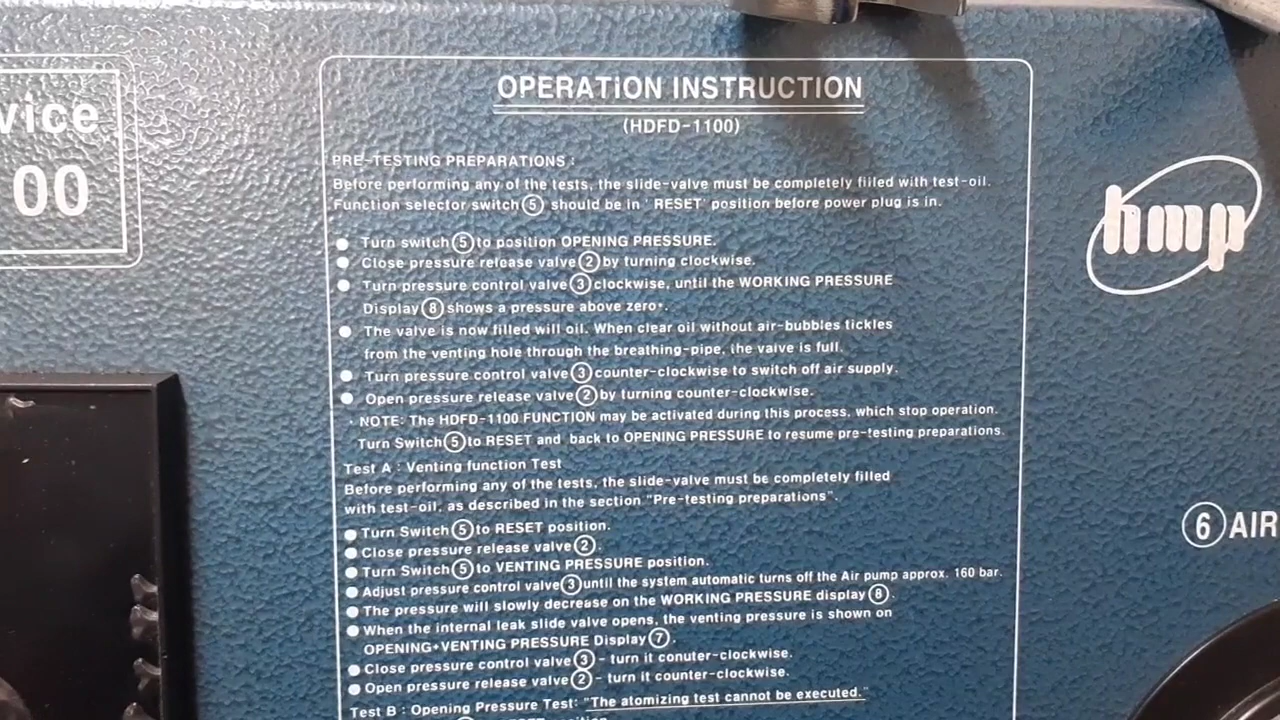 vice
00
OPERATION INSTRUCTION
(HDFD-1100)
PRE-TESTING PREPARATIONS :
Before performing any of the tests, the slide-valve must be completely filled with test-oil.
Function selector switch ⑤ should be in ' RESET' position before power plug is in.
● Turn switch ⑤ to position OPENING PRESSURE.
● Close pressure release valve ② by turning clockwise.
● Turn pressure control valve ③ clockwise, until the WORKING PRESSURE
Display ⑧ shows a pressure above zero*.
● The valve is now filled will oil. When clear oil without air-bubbles tickles
from the venting hole through the breathing-pipe, the valve is full.
● Turn pressure control valve ③ counter-clockwise to switch off air supply.
● Open pressure release valve ② by turning counter-clockwise.
· NOTE: The HDFD-1100 FUNCTION may be activated during this process, which stop operation.
Turn Switch ⑤ to RESET and back to OPENING PRESSURE to resume pre-testing preparations.
Test A : Venting function Test
Before performing any of the tests, the slide-valve must be completely filled
with test-oil, as described in the section "Pre-testing preparations".
● Turn Switch ⑤ to RESET position.
● Close pressure release valve ②.
● Turn Switch ⑤ to VENTING PRESSURE position.
● Adjust pressure control valve ③ until the system automatic turns off the Air pump approx. 160 bar.
● The pressure will slowly decrease on the WORKING PRESSURE display ⑧.
● When the internal leak slide valve opens, the venting pressure is shown on
OPENING+VENTING PRESSURE Display ⑦.
● Close pressure control valve ③ - turn it conuter-clockwise.
● Open pressure release valve ② - turn it counter-clockwise.
Test B : Opening Pressure Test: "The atomizing test cannot be executed."
hmp
⑥ AIR